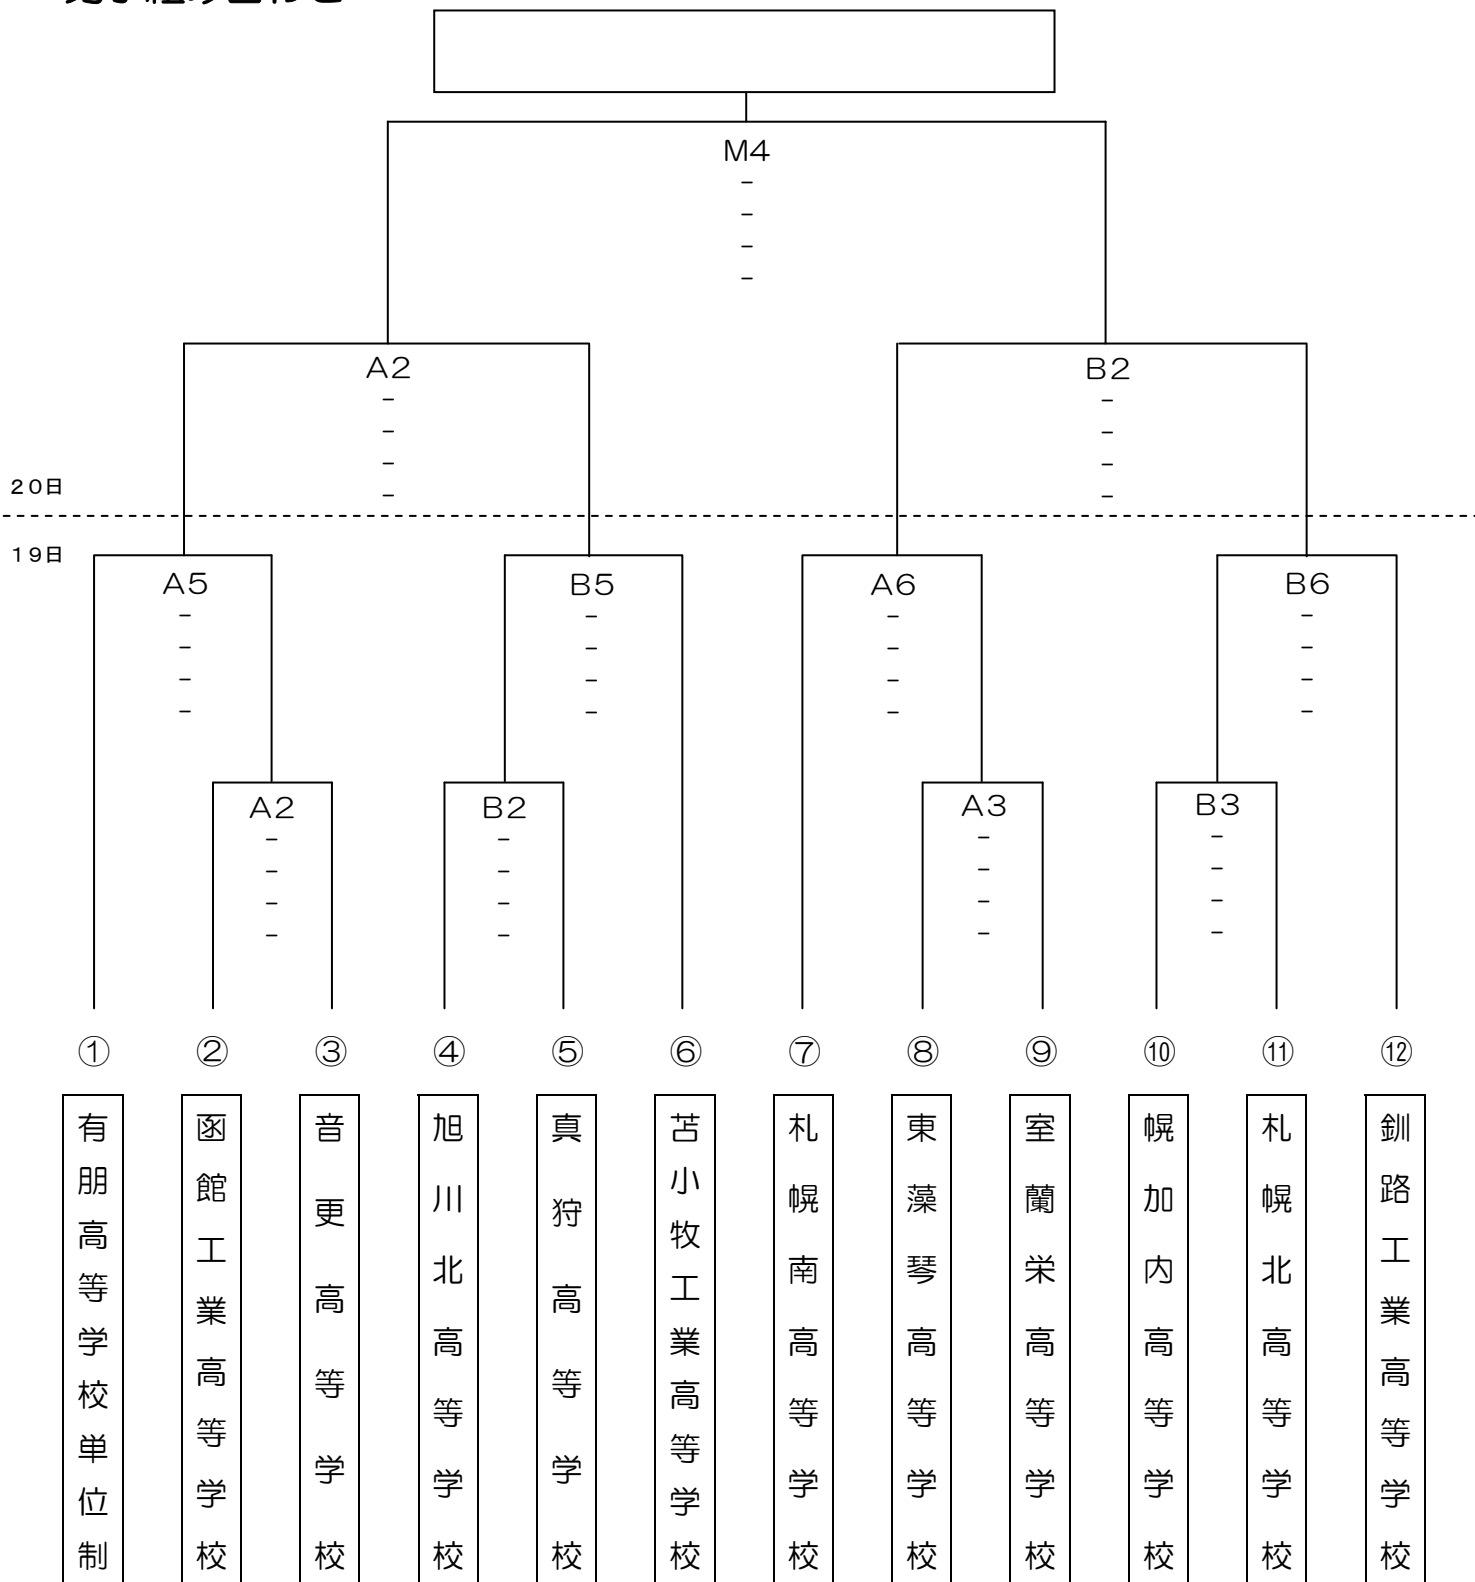 M4
-
-
-
-
A2
-
-
-
-
B2
-
-
-
-
20日
19日
A5
-
-
-
-
B5
-
-
-
-
A6
-
-
-
-
B6
-
-
-
-
A2
-
-
-
-
B2
-
-
-
-
A3
-
-
-
-
B3
-
-
-
-
①
②
③
④
⑤
⑥
⑦
⑧
⑨
⑩
⑪
⑫
有朋高等学校単位制
函館工業高等学校
音更高等学校
旭川北高等学校
真狩高等学校
苫小牧工業高等学校
札幌南高等学校
東藻琴高等学校
室蘭栄高等学校
幌加内高等学校
札幌北高等学校
釧路工業高等学校